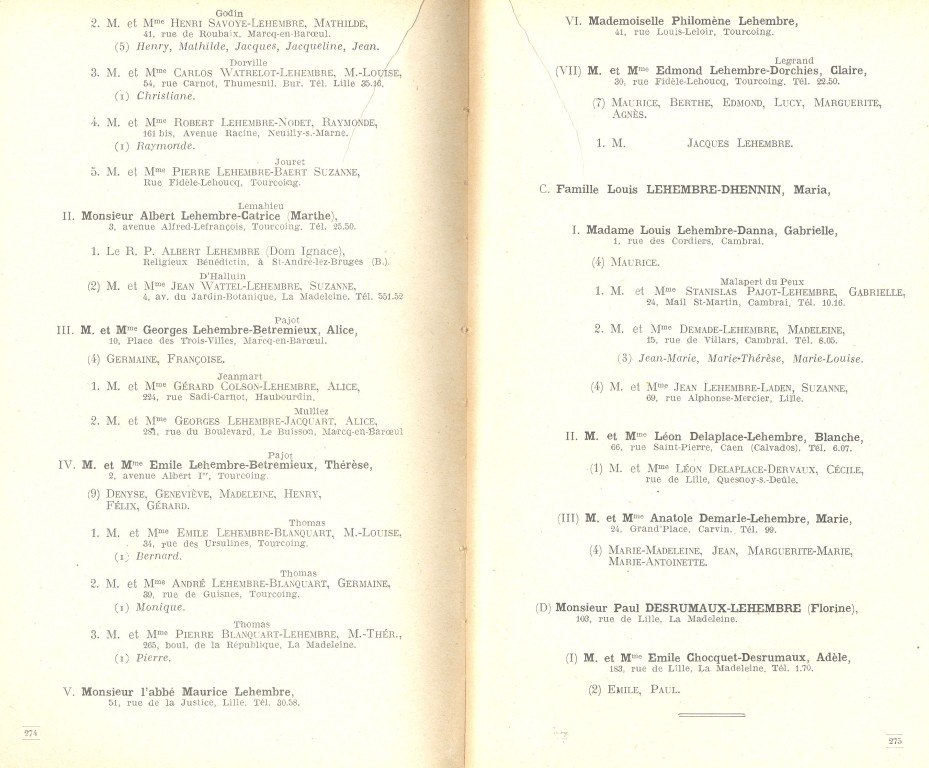 Godin
2. M. et Mme HENRI SAVOYE-LEHEMBRE, MATHILDE,
41, rue de Roubaix, Marcq-en-Barœul.
(5) Henry, Mathilde, Jacques, Jacqueline, Jean.
Dorville
3. M. et Mme CARLOS WATRELOT-LEHEMBRE, M.-LOUISE,
54, rue Carnot, Thumesnil. Bur. Tél. Lille 35.16.
(1) Christiane.
4. M. et Mme ROBERT LEHEMBRE-NODET, RAYMONDE,
161 bis, Avenue Racine, Neuilly-s.-Marne.
(1) Raymonde.
Jouret
5. M. et Mme PIERRE LEHEMBRE-BAERT SUZANNE,
Rue Fidèle-Lehoucq, Tourcoing.
Lemahieu
II. Monsieur Albert Lehembre-Catrice (Marthe),
3, avenue Alfred-Lefrançois, Tourcoing. Tél. 25.50.
1. Le R. P. ALBERT LEHEMBRE (Dom Ignace),
Religieux Bénédictin, à St-André-lez-Bruges (B.).
D'Halluin
(2) M. et Mme JEAN WATTEL-LEHEMBRE, SUZANNE,
4, av. du Jardin-Botanique, La Madeleine. Tél. 551.52
Pajot
III. M. et Mme Georges Lehembre-Betremieux, Alice,
10, Place des Trois-Villes, Marcq-en-Barœul.
(4) GERMAINE, FRANÇOISE.
Jeanmart
1. M. et Mme GÉRARD COLSON-LEHEMBRE, ALICE,
224, rue Sadi-Carnot, Haubourdin.
Mulliez
2. M. et Mme GEORGES LEHEMBRE-JACQUART, ALICE,
281, rue du Boulevard, Le Buisson, Marcq-en-Barœul
Pajot
IV. M. et Mme Emile Lehembre-Betremieux, Thérèse,
2, avenue Albert Ier, Tourcoing.
(9) DENYSE, GENEVIÈVE, MADELEINE, HENRY,
FÉLIX, GÉRARD.
Thomas
1. M. et Mme EMILE LEHEMBRE-BLANQUART, M.-LOUISE,
34, rue des Ursulines, Tourcoing.
(1) Bernard.
Thomas
2. M. et Mme ANDRÉ LEHEMBRE-BLANQUART, GERMAINE,
39, rue de Guisnes, Tourcoing.
(1) Monique.
Thomas
3. M. et Mme PIERRE BLANQUART-LEHEMBRE, M.-THÉR.,
265, boul. de la République, La Madeleine.
(1) Pierre.
V. Monsieur l'abbé Maurice Lehembre,
51, rue de la Justice, Lille. Tél. 30.58.
274
VI. Mademoiselle Philomène Lehembre,
41, rue Louis-Leloir, Tourcoing.
Legrand
(VII) M. et Mme Edmond Lehembre-Dorchies, Claire,
39, rue Fidèle-Lehoucq, Tourcoing. Tél. 22.50.
(7) MAURICE, BERTHE, EDMOND, LUCY, MARGUERITE,
AGNÈS.
1. M. JACQUES LEHEMBRE.
C. Famille Louis LEHEMBRE-DHENNIN, Maria,
I. Madame Louis Lehembre-Danna, Gabrielle,
1, rue des Cordiers, Cambrai.
(4) MAURICE.
Malapert du Peux
1. M. et Mme STANISLAS PAJOT-LEHEMBRE, GABRIELLE,
24, Mail St-Martin, Cambrai. Tél. 10.16.
2. M. et Mme DEMADE-LEHEMBRE, MADELEINE,
15, rue de Villars, Cambrai. Tél. 6.05.
(3) Jean-Marie, Marie-Thérèse, Marie-Louise.
(4) M. et Mme JEAN LEHEMBRE-LADEN, SUZANNE,
69, rue Alphonse-Mercier, Lille.
II. M. et Mme Léon Delaplace-Lehembre, Blanche,
66, rue Saint-Pierre, Caen (Calvados). Tél. 6.07.
(1) M. et Mme LÉON DELAPLACE-DERVAUX, CÉCILE,
rue de Lille, Quesnoy-s.-Deûle.
(III) M. et Mme Anatole Demarle-Lehembre, Marie,
24, Grand'Place, Carvin. Tél. 99.
(4) MARIE-MADELEINE, JEAN, MARGUERITE-MARIE,
MARIE-ANTOINETTE.
(D) Monsieur Paul DESRUMAUX-LEHEMBRE (Florine),
102, rue de Lille, La Madeleine.
(I) M. et Mme Emile Chocquet-Desrumaux, Adèle,
183, rue de Lille, La Madeleine. Tél. 1.70.
(2) EMILE, PAUL.
275